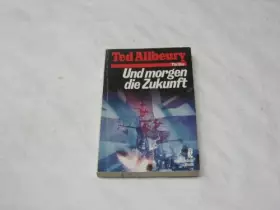 Ted Allbeury
Thriller
Und morgen
die Zukunft